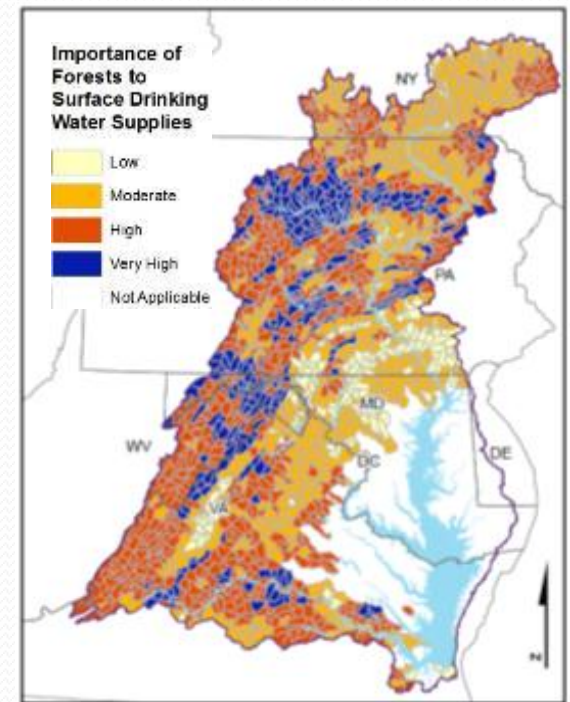 Importance of
Forests to
Surface Drinking
Water Supplies
Low
Moderate
High
Very High
Not Applicable
NY
PA
MD
WV
DE
DC
VA
N